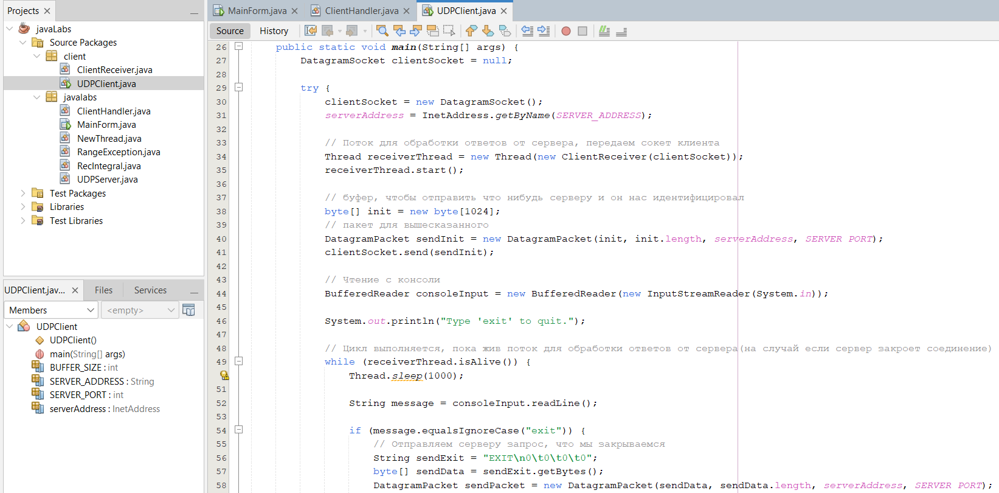 Projects
javaLabs
Source Packages
client
ClientReceiver.java
UDPClient.java
javalabs
ClientHandler.java
MainForm.java
NewThread.java
RangeException.java
RecIntegral.java
UDPServer.java
Test Packages
Libraries
Test Libraries
UDPClient.jav... Files Services
Members <empty>
UDPClient
UDPClient()
main(String[] args)
BUFFER_SIZE : int
SERVER_ADDRESS : String
SERVER_PORT : int
serverAddress : InetAddress
MainForm.java ClientHandler.java UDPClient.java
Source History
26 public static void main(String[] args) {
27 DatagramSocket clientSocket = null;
28
29 try {
30 clientSocket = new DatagramSocket();
31 serverAddress = InetAddress.getByName(SERVER_ADDRESS);
32
33 // Поток для обработки ответов от сервера, передаем сокет клиента
34 Thread receiverThread = new Thread(new ClientReceiver(clientSocket));
35 receiverThread.start();
36
37 // буфер, чтобы отправить что нибудь серверу и он нас идентифицировал
38 byte[] init = new byte[1024];
39 // пакет для вышесказанного
40 DatagramPacket sendInit = new DatagramPacket(init, init.length, serverAddress, SERVER_PORT);
41 clientSocket.send(sendInit);
42
43 // Чтение с консоли
44 BufferedReader consoleInput = new BufferedReader(new InputStreamReader(System.in));
45
46 System.out.println("Type 'exit' to quit.");
47
48 // Цикл выполняется, пока жив поток для обработки ответов от сервера(на случай если сервер закроет соединение)
49 while (receiverThread.isAlive()) {
Thread.sleep(1000);
51
52 String message = consoleInput.readLine();
53
54 if (message.equalsIgnoreCase("exit")) {
55 // Отправляем серверу запрос, что мы закрываемся
56 String sendExit = "EXIT\n0\t0\t0\t0";
57 byte[] sendData = sendExit.getBytes();
58 DatagramPacket sendPacket = new DatagramPacket(sendData, sendData.length, serverAddress, SERVER_PORT);